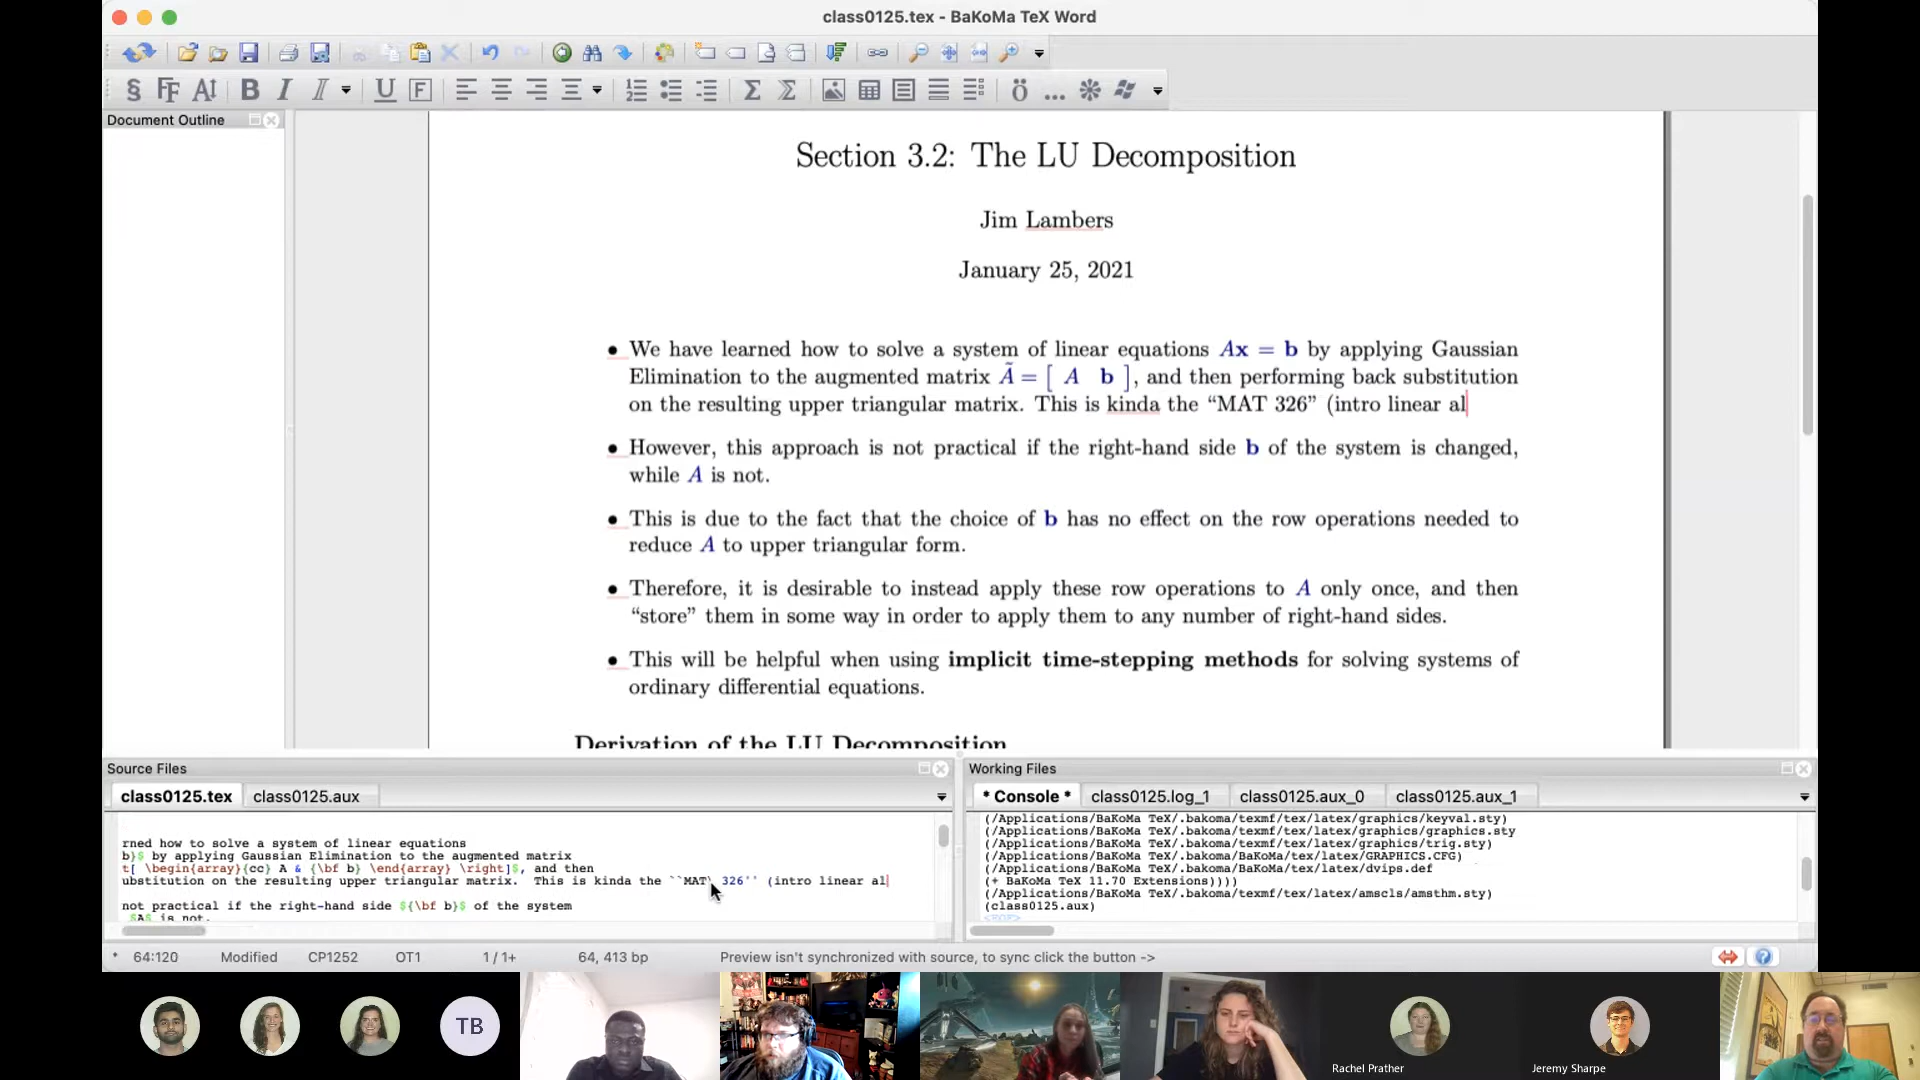 class0125.tex - BaKoMa TeX Word
Document Outline
Section 3.2: The LU Decomposition
Jim Lambers
January 25, 2021
• We have learned how to solve a system of linear equations Ax = b by applying Gaussian
Elimination to the augmented matrix Ã = [ A b ], and then performing back substitution
on the resulting upper triangular matrix. This is kinda the “MAT 326” (intro linear al
• However, this approach is not practical if the right-hand side b of the system is changed,
while A is not.
• This is due to the fact that the choice of b has no effect on the row operations needed to
reduce A to upper triangular form.
• Therefore, it is desirable to instead apply these row operations to A only once, and then
“store” them in some way in order to apply them to any number of right-hand sides.
• This will be helpful when using implicit time-stepping methods for solving systems of
ordinary differential equations.
Derivation of the LU Decomposition
Source Files
class0125.tex class0125.aux
rned how to solve a system of linear equations
b}$ by applying Gaussian Elimination to the augmented matrix
t[ \begin{array}{cc} A & {\bf b} \end{array} \right]$, and then
ubstitution on the resulting upper triangular matrix.  This is kinda the ``MAT\ 326'' (intro linear al
not practical if the right-hand side ${\bf b}$ of the system
$A$ is not.
Working Files
* Console * class0125.log_1 class0125.aux_0 class0125.aux_1
(/Applications/BaKoMa TeX/.bakoma/texmf/tex/latex/graphics/keyval.sty)
(/Applications/BaKoMa TeX/.bakoma/texmf/tex/latex/graphics/graphics.sty
(/Applications/BaKoMa TeX/.bakoma/texmf/tex/latex/graphics/trig.sty)
(/Applications/BaKoMa TeX/.bakoma/texmf/tex/latex/GRAPHICS.CFG)
(/Applications/BaKoMa TeX/.bakoma/BaKoMa/tex/latex/dvips.def
(+ BaKoMa TeX 11.70 Extensions))))
(/Applications/BaKoMa TeX/.bakoma/texmf/tex/latex/amscls/amsthm.sty)
(class0125.aux)
* 64:120 Modified CP1252 OT1 1 / 1+ 64, 413 bp Preview isn't synchronized with source, to sync click the button ->
TB
Rachel Prather
Jeremy Sharpe